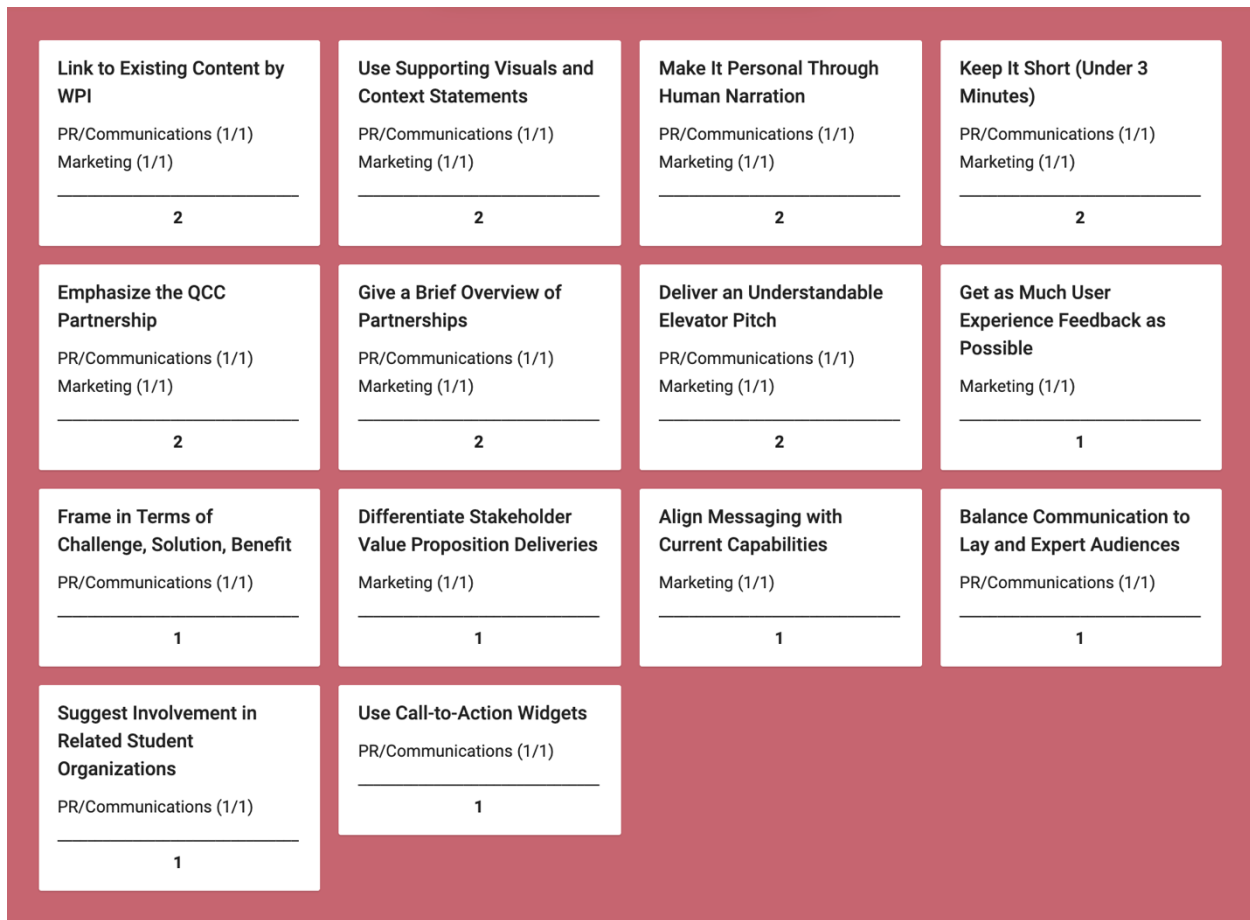 Link to Existing Content by
WPI
PR/Communications (1/1)
Marketing (1/1)
2
Use Supporting Visuals and
Context Statements
PR/Communications (1/1)
Marketing (1/1)
2
Make It Personal Through
Human Narration
PR/Communications (1/1)
Marketing (1/1)
2
Keep It Short (Under 3
Minutes)
PR/Communications (1/1)
Marketing (1/1)
2
Emphasize the QCC
Partnership
PR/Communications (1/1)
Marketing (1/1)
2
Give a Brief Overview of
Partnerships
PR/Communications (1/1)
Marketing (1/1)
2
Deliver an Understandable
Elevator Pitch
PR/Communications (1/1)
Marketing (1/1)
2
Get as Much User
Experience Feedback as
Possible
Marketing (1/1)
1
Frame in Terms of
Challenge, Solution, Benefit
PR/Communications (1/1)
1
Differentiate Stakeholder
Value Proposition Deliveries
Marketing (1/1)
1
Align Messaging with
Current Capabilities
Marketing (1/1)
1
Balance Communication to
Lay and Expert Audiences
PR/Communications (1/1)
1
Suggest Involvement in
Related Student
Organizations
PR/Communications (1/1)
1
Use Call-to-Action Widgets
PR/Communications (1/1)
1